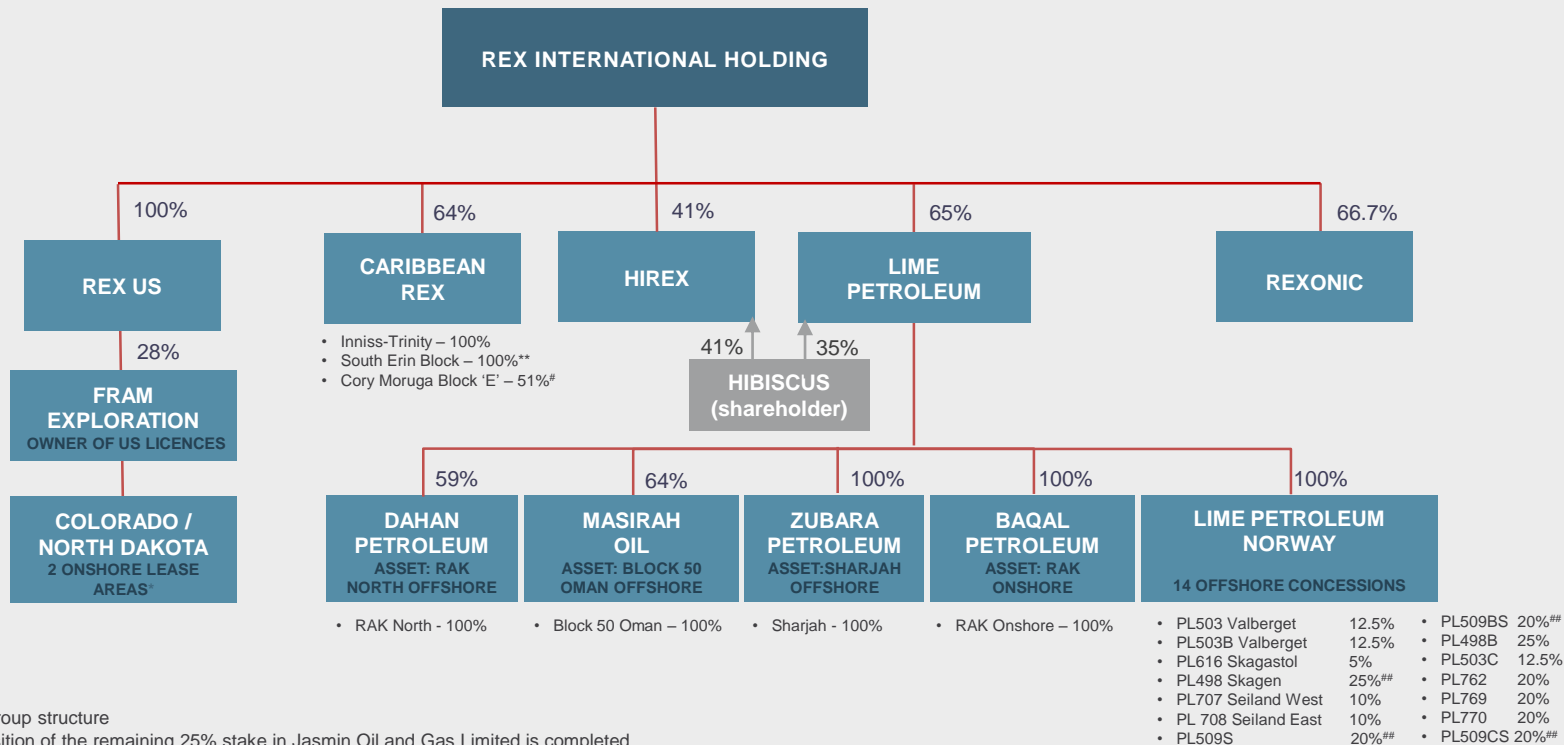 REX INTERNATIONAL HOLDING
100%
64%
41%
65%
66.7%
REX US
CARIBBEAN
REX
HIREX
LIME
PETROLEUM
REXONIC
• Inniss-Trinity – 100%
• South Erin Block – 100%**
• Cory Moruga Block ‘E’ – 51%#
28%
41%
35%
HIBISCUS
(shareholder)
FRAM
EXPLORATION
OWNER OF US LICENCES
COLORADO /
NORTH DAKOTA
2 ONSHORE LEASE
AREAS*
59%
64%
100%
100%
100%
DAHAN
PETROLEUM
ASSET: RAK
NORTH OFFSHORE
MASIRAH
OIL
ASSET: BLOCK 50
OMAN OFFSHORE
ZUBARA
PETROLEUM
ASSET:SHARJAH
OFFSHORE
BAQAL
PETROLEUM
ASSET: RAK
ONSHORE
LIME PETROLEUM
NORWAY
14 OFFSHORE CONCESSIONS
• RAK North - 100%
• Block 50 Oman – 100%
• Sharjah - 100%
• RAK Onshore – 100%
• PL503 Valberget 12.5%
• PL503B Valberget 12.5%
• PL616 Skagastol 5%
• PL498 Skagen 25%##
• PL707 Seiland West 10%
• PL 708 Seiland East 10%
• PL509S 20%##
• PL509BS 20%##
• PL498B 25%
• PL503C 12.5%
• PL762 20%
• PL769 20%
• PL770 20%
• PL509CS 20%##
roup structure
sition of the remaining 25% stake in Jasmin Oil and Gas Limited is completed